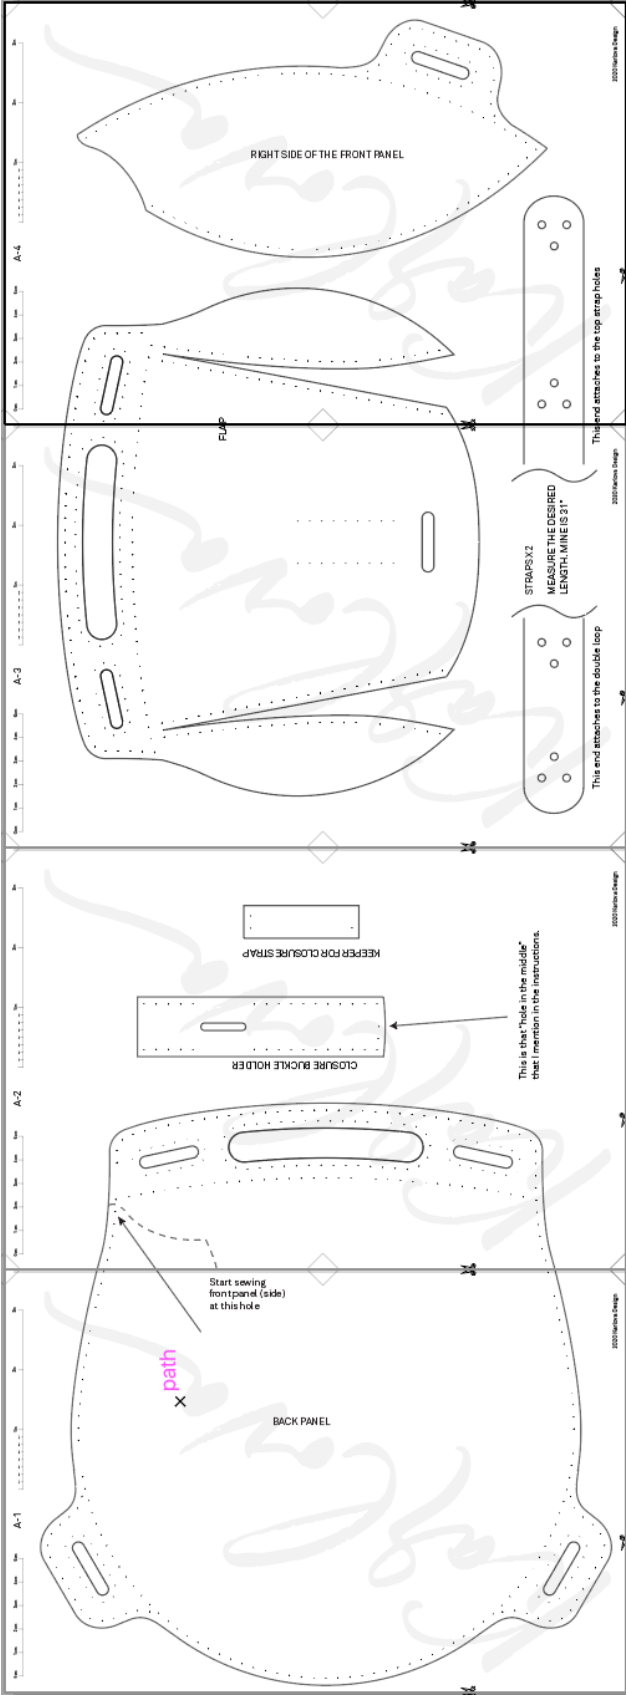 2020 Karlova Design
RIGHT SIDE OF THE FRONT PANEL
A-4
This end attaches to the top strap holes
FLAP
2020 Karlova Design
STRAPS X 2
MEASURE THE DESIRED
LENGTH. MINE IS 31"
A-3
This end attaches to the double loop
2020 Karlova Design
KEEPER FOR CLOSURE STRAP
This is that "hole in the middle"
that I mention in the instructions.
CLOSURE BUCKLE HOLDER
A-2
Start sewing
front panel (side)
at this hole
2020 Karlova Design
path
BACK PANEL
A-1